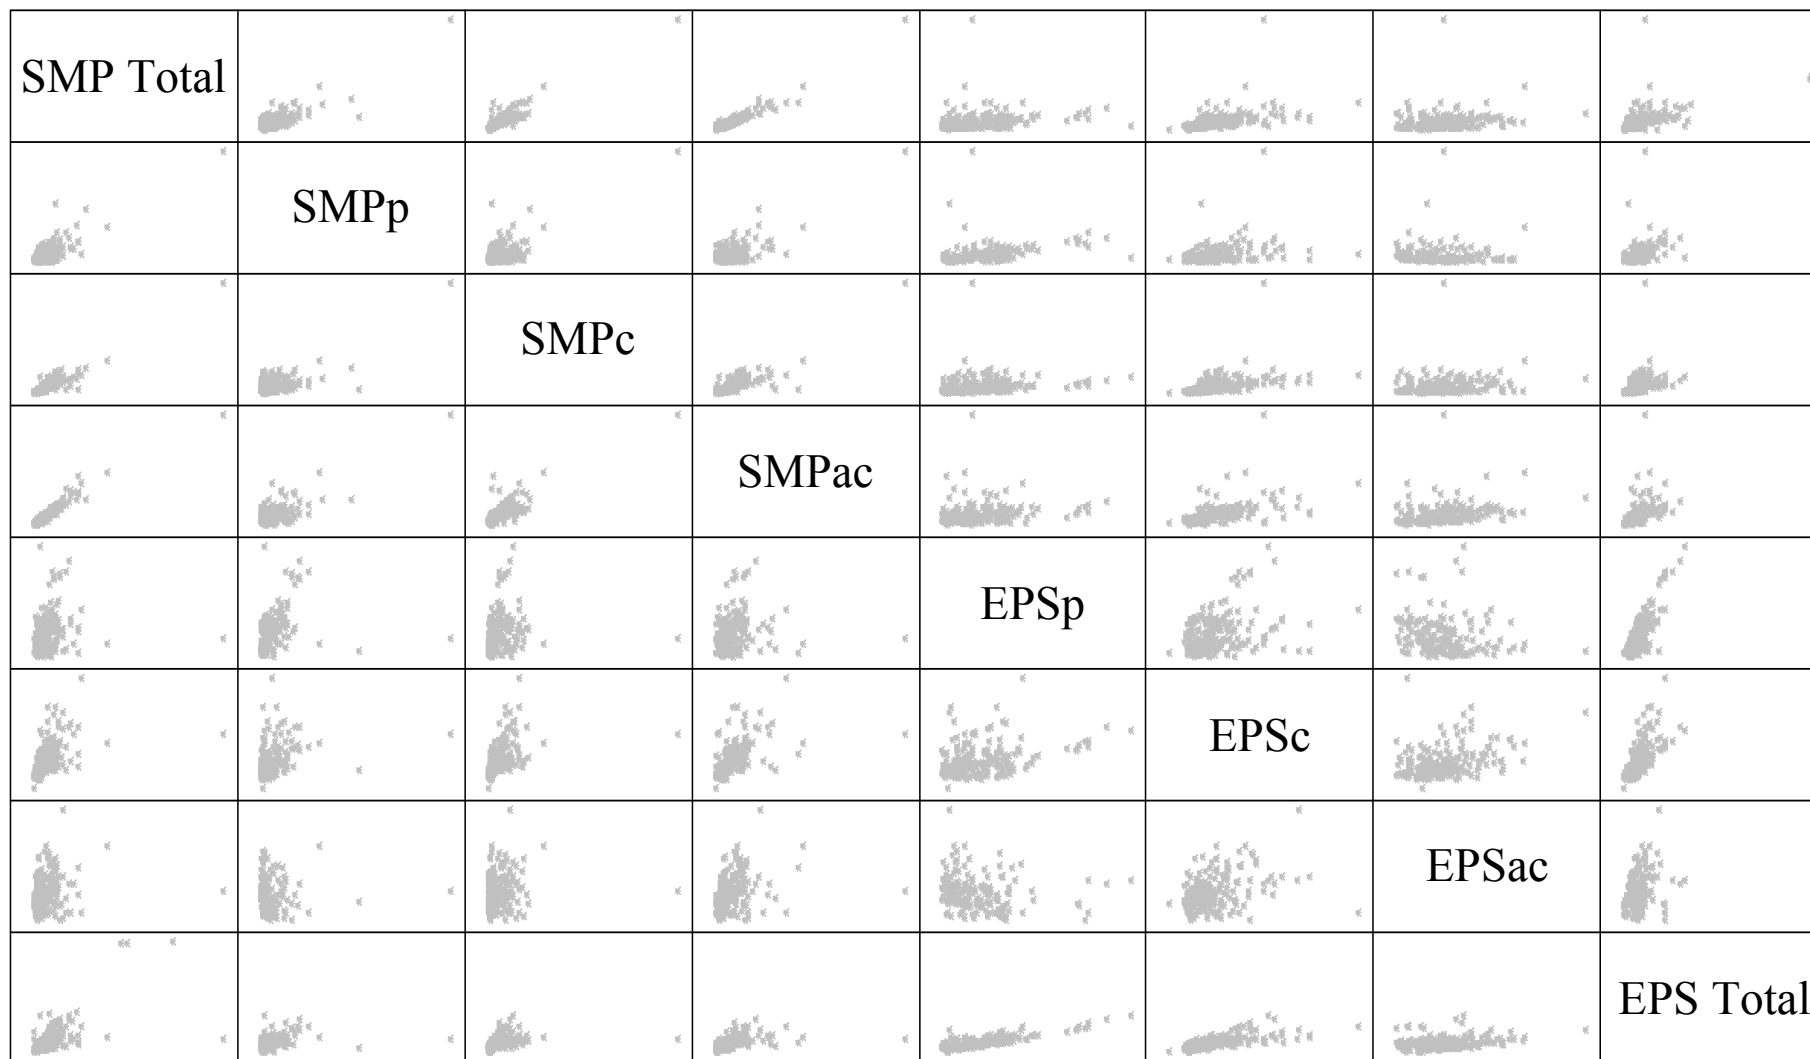 SMP Total
SMPp
SMPc
SMPac
EPSp
EPSc
EPSac
EPS Total